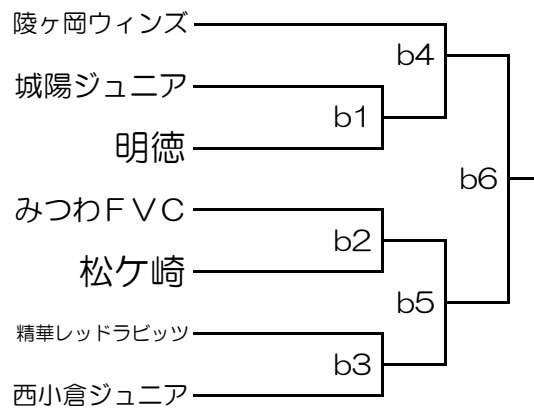 陵ヶ岡ウィンズ
b4
城陽ジュニア
b1
明徳
b6
みつわＦＶＣ
b2
松ケ崎
b5
精華レッドラビッツ
b3
西小倉ジュニア